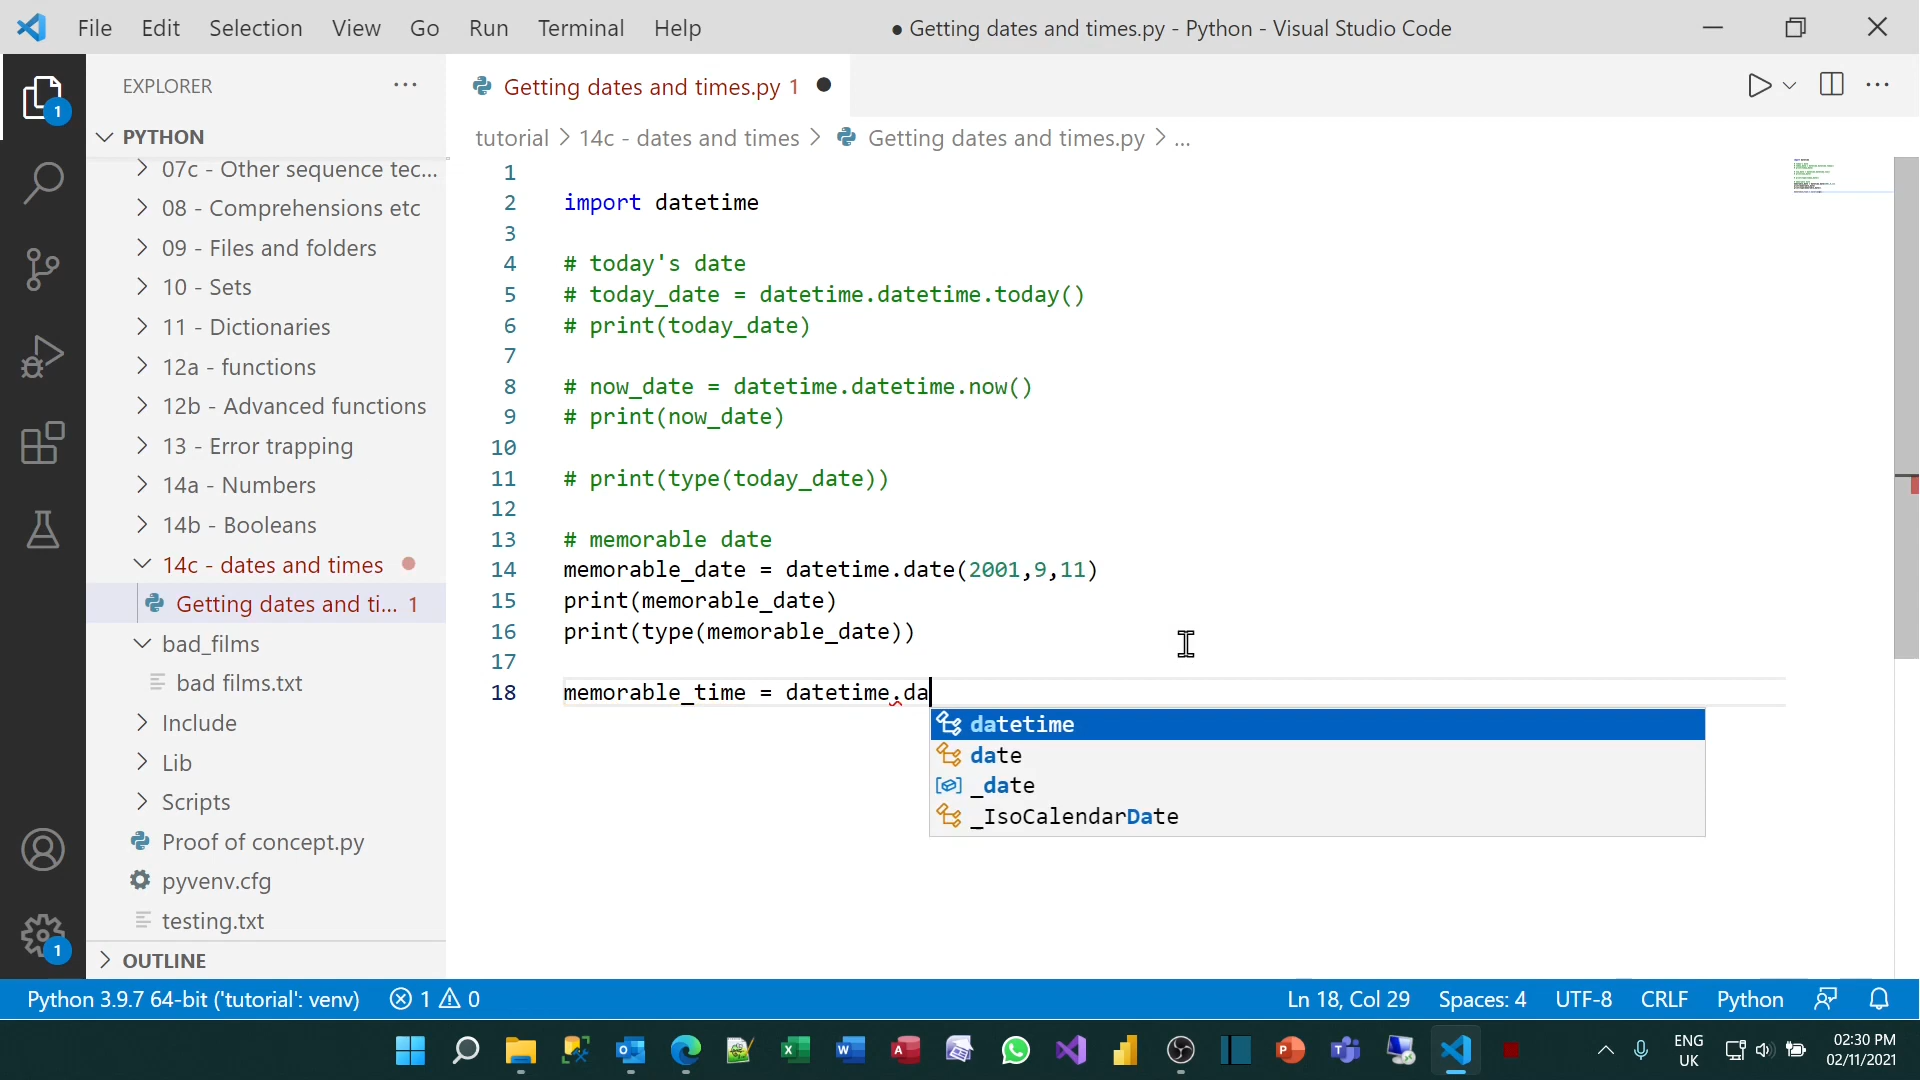 File Edit Selection View Go Run Terminal Help
● Getting dates and times.py - Python - Visual Studio Code
EXPLORER
PYTHON
07c - Other sequence tec...
08 - Comprehensions etc
09 - Files and folders
10 - Sets
11 - Dictionaries
12a - functions
12b - Advanced functions
13 - Error trapping
14a - Numbers
14b - Booleans
14c - dates and times
Getting dates and ti... 1
bad_films
bad films.txt
Include
Lib
Scripts
Proof of concept.py
pyvenv.cfg
testing.txt
OUTLINE
1
1
Getting dates and times.py 1
tutorial > 14c - dates and times > Getting dates and times.py > ...
1
2 import datetime
3
4 # today's date
5 # today_date = datetime.datetime.today()
6 # print(today_date)
7
8 # now_date = datetime.datetime.now()
9 # print(now_date)
10
11 # print(type(today_date))
12
13 # memorable date
14 memorable_date = datetime.date(2001,9,11)
15 print(memorable_date)
16 print(type(memorable_date))
17
18 memorable_time = datetime.da
datetime
date
_date
_IsoCalendarDate
Python 3.9.7 64-bit ('tutorial': venv) 1 0
Ln 18, Col 29 Spaces: 4 UTF-8 CRLF Python
ENG
UK
02:30 PM
02/11/2021